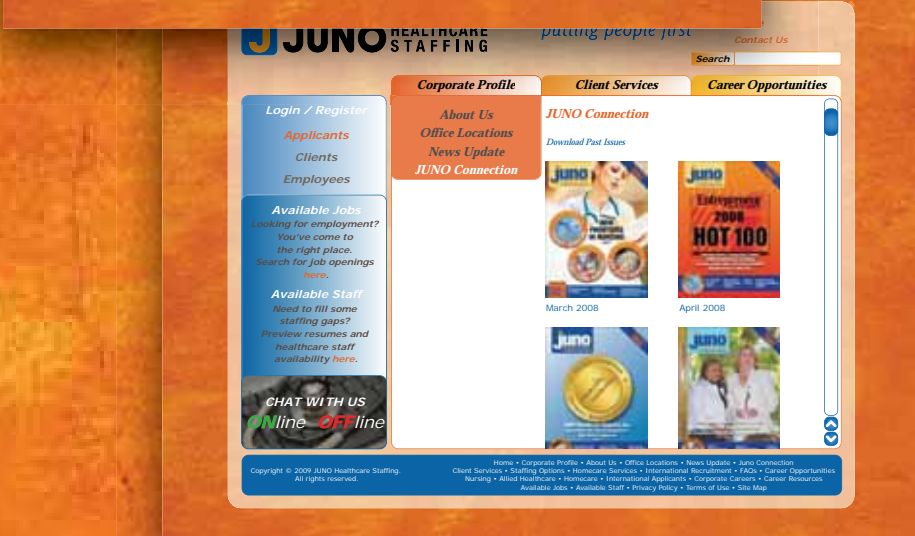 JUNO HEALTHCARE
STAFFING
putting people first
Contact Us
Search
Corporate Profile
Client Services
Career Opportunities
Login / Register
Applicants
Clients
Employees
About Us
Office Locations
News Update
JUNO Connection
JUNO Connection
Download Past Issues
juno
juno
Entrepreneur
2008
HOT 100
March 2008
April 2008
juno
juno
Available Jobs
Looking for employment?
You've come to
the right place.
Search for job openings
here.
Available Staff
Need to fill some
staffing gaps?
Preview resumes and
healthcare staff
availability here.
CHAT WITH US
ONline OFFline
Copyright © 2009 JUNO Healthcare Staffing.
All rights reserved.
Home • Corporate Profile • About Us • Office Locations • News Update • Juno Connection
Client Services • Staffing Options • Homecare Services • International Recruitment • FAQs • Career Opportunities
Nursing • Allied Healthcare • Homecare • International Applicants • Corporate Careers • Career Resources
Available Jobs • Available Staff • Privacy Policy • Terms of Use • Site Map